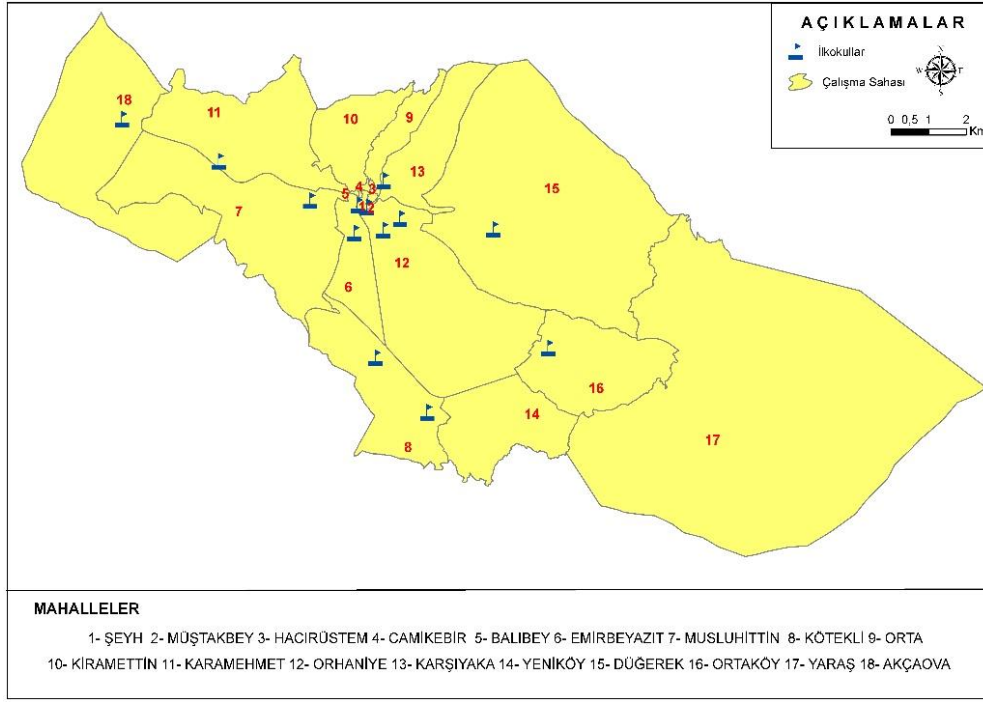 AÇIKLAMALAR
İlkokullar
Çalışma Sahası
N
W
T
S
0 0,5 1 2
Km
18
11
10
9
13
15
4
3
5
12
7
12
6
16
14
8
17
MAHALLELER
1- ŞEYH 2- MÜŞTAKBEY 3- HACIRÜSTEM 4- CAMİKEBİR 5- BALIBEY 6- EMİRBEYAZIT 7- MUSLUHİTTİN 8- KÖTEKLİ 9- ORTA
10- KİRAMETTİN 11- KARAMEHMET 12- ORHANİYE 13- KARŞIYAKA 14- YENİKÖY 15- DÜĞEREK 16- ORTAKÖY 17- YARAŞ 18- AKÇAOVA